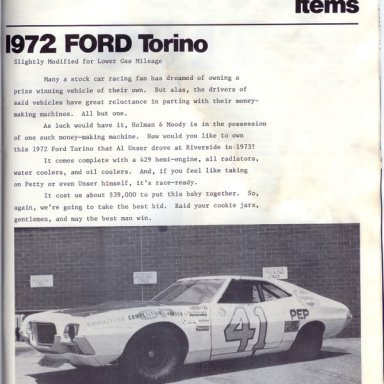 Items
1972 FORD Torino
Slightly Modified for Lower Gas Mileage
Many a stock car racing fan has dreamed of owning a
prize winning vehicle of their own. But alas, the drivers of
said vehicles have great reluctance in parting with their money-
making machines. All but one.
As luck would have it, Holman & Moody is in the possession
of one such money-making machine. How would you like to own
this 1972 Ford Torino that Al Unser drove at Riverside in 1973?
It comes complete with a 429 hemi-engine, all radiators,
water coolers, and oil coolers. And, if you feel like taking
on Petty or even Unser himself, it's race-ready.
It cost us about $39,000 to put this baby together. So,
again, we're going to take the best bid. Raid your cookie jars,
gentlemen, and may the best man win.
41
PEP